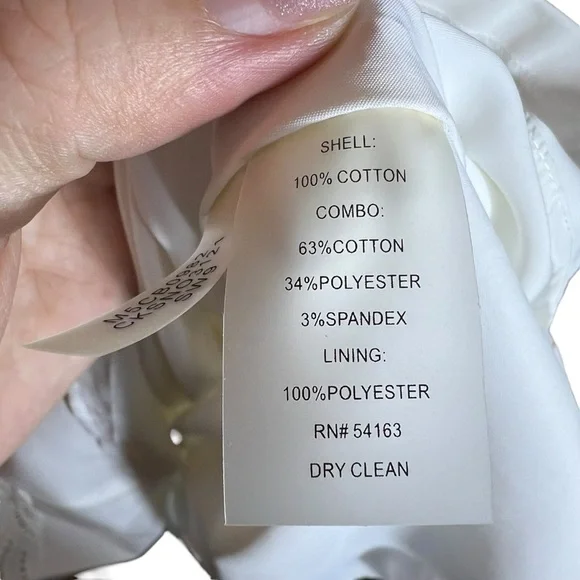 SHELL:
100% COTTON
COMBO:
63%COTTON
34%POLYESTER
3%SPANDEX
LINING:
100%POLYESTER
RN# 54163
DRY CLEAN